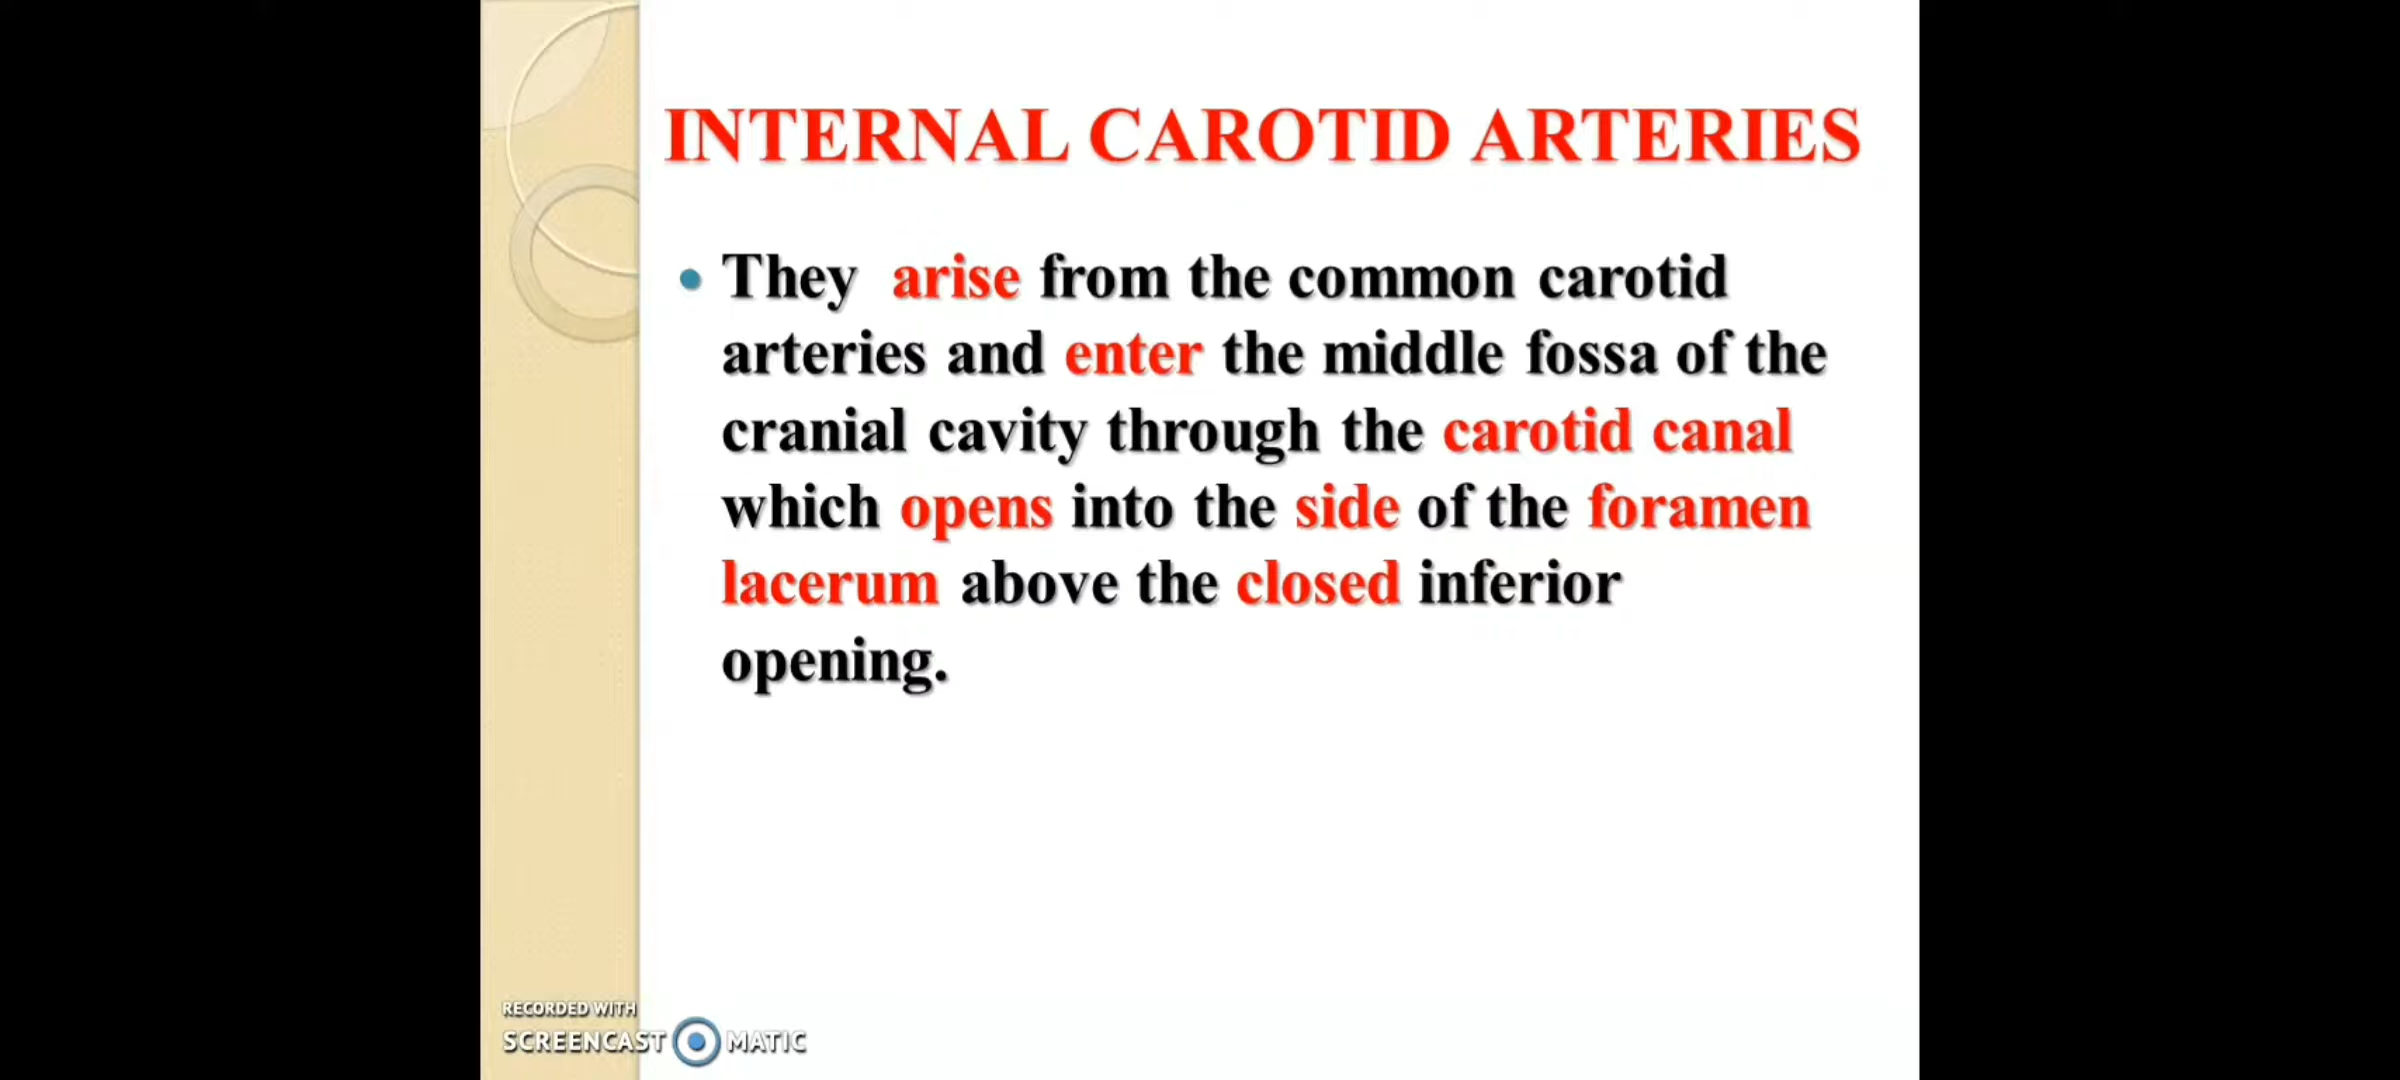 INTERNAL CAROTID ARTERIES
• They arise from the common carotid
arteries and enter the middle fossa of the
cranial cavity through the carotid canal
which opens into the side of the foramen
lacerum above the closed inferior
opening.
RECORDED WITH
SCREENCAST MATIC